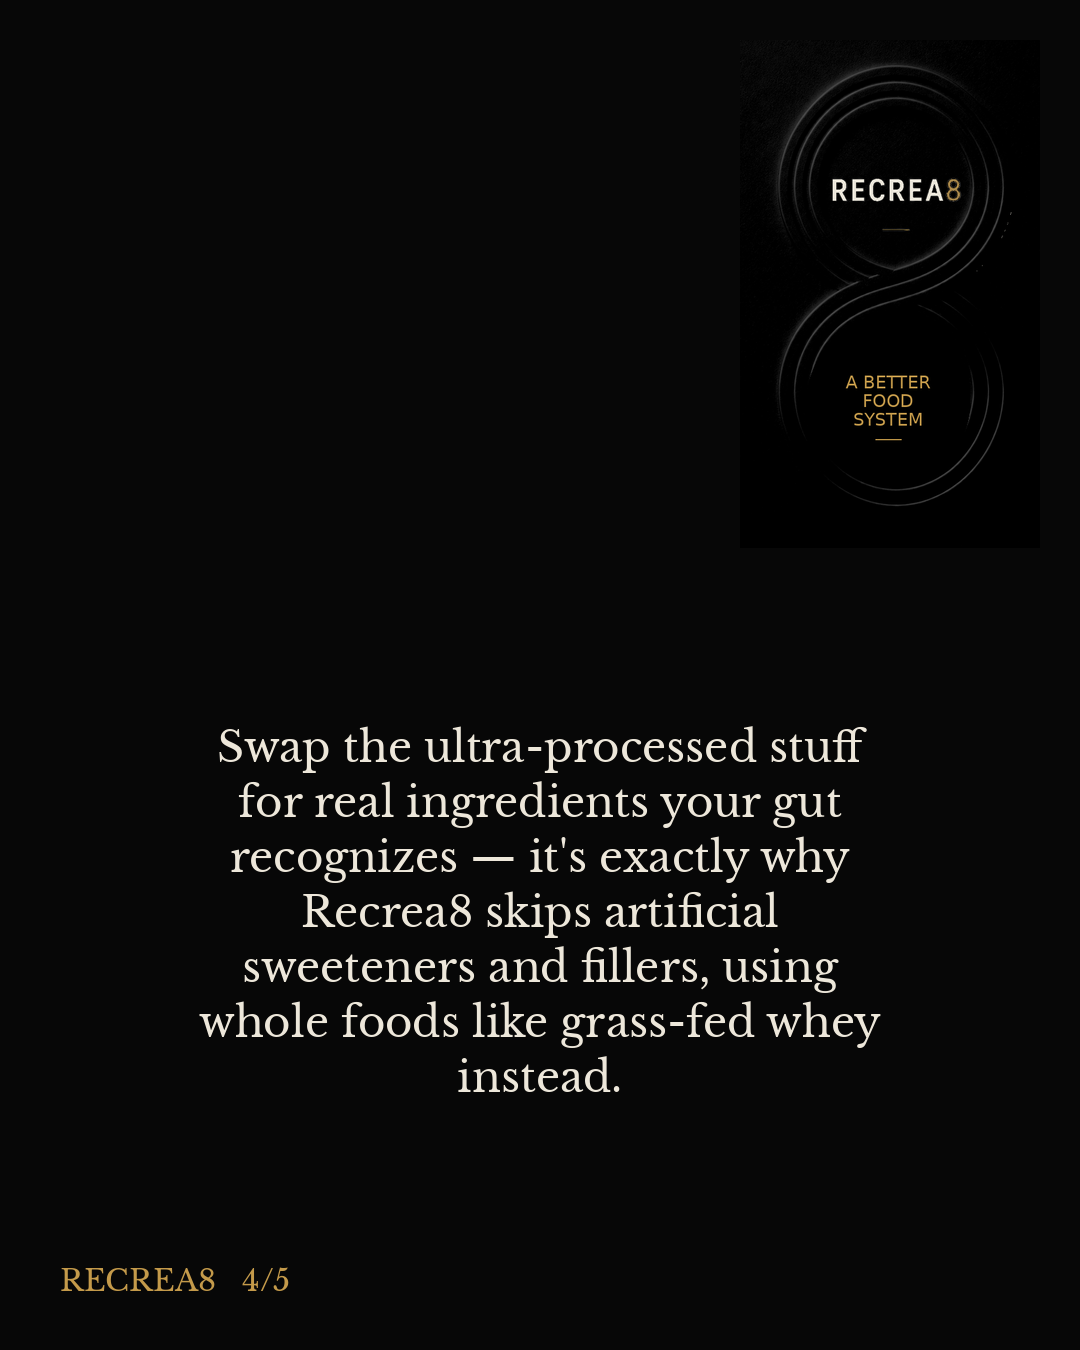 RECREA8
A BETTER
FOOD
SYSTEM
Swap the ultra-processed stuff
for real ingredients your gut
recognizes — it's exactly why
Recrea8 skips artificial
sweeteners and fillers, using
whole foods like grass-fed whey
instead.
RECREA8 4/5